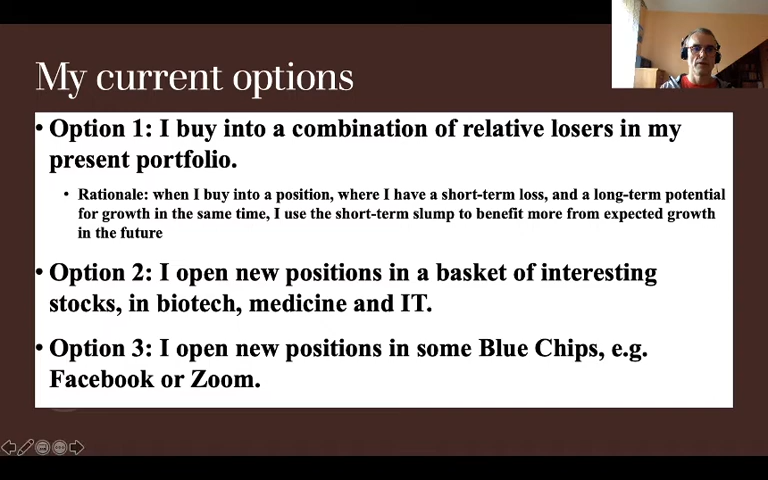 My current options
• Option 1: I buy into a combination of relative losers in my
present portfolio.
• Rationale: when I buy into a position, where I have a short-term loss, and a long-term potential
for growth in the same time, I use the short-term slump to benefit more from expected growth
in the future
• Option 2: I open new positions in a basket of interesting
stocks, in biotech, medicine and IT.
• Option 3: I open new positions in some Blue Chips, e.g.
Facebook or Zoom.